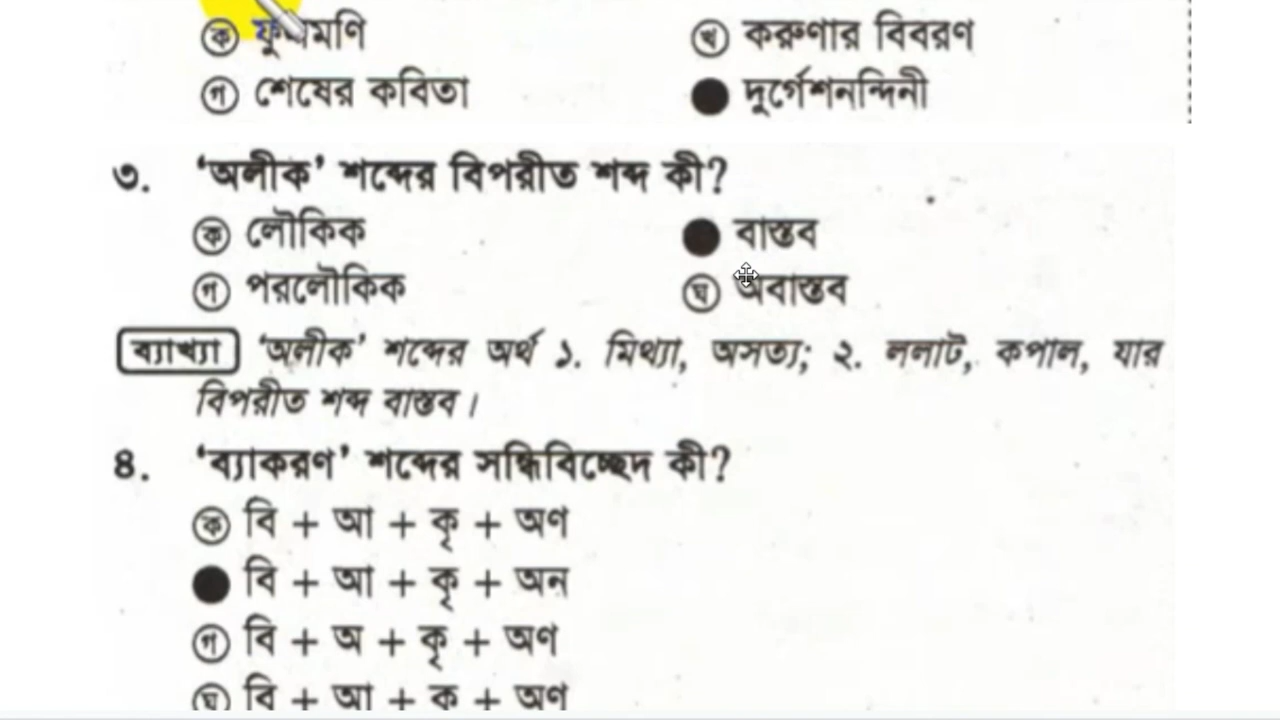 ক ফুলমণি খ করুণার বিবরণ
গ শেষের কবিতা ● দুর্গেশনন্দিনী
৩. ‘অলীক’ শব্দের বিপরীত শব্দ কী?
ক লৌকিক ● বাস্তব
গ পরলৌকিক ঘ অবাস্তব
ব্যাখ্যা ‘অলীক’ শব্দের অর্থ ১. মিথ্যা, অসত্য; ২. ললাট, কপাল, যার
বিপরীত শব্দ বাস্তব।
৪. ‘ব্যাকরণ’ শব্দের সন্ধিবিচ্ছেদ কী?
ক বি + আ + কৃ + অণ
● বি + আ + কৃ + অন
গ বি + অ + কৃ + অণ
ঘ বি + আ + ক + অণ